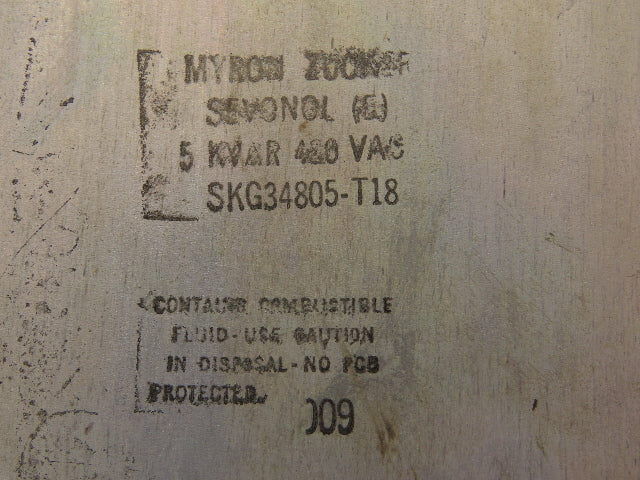 MYRON ZUCKER
SEVONOL (R)
5 KVAR 480 VAC
SKG34805-T18
CONTAINS COMBUSTIBLE
FLUID-USE CAUTION
IN DISPOSAL-NO PCB
PROTECTED.
009